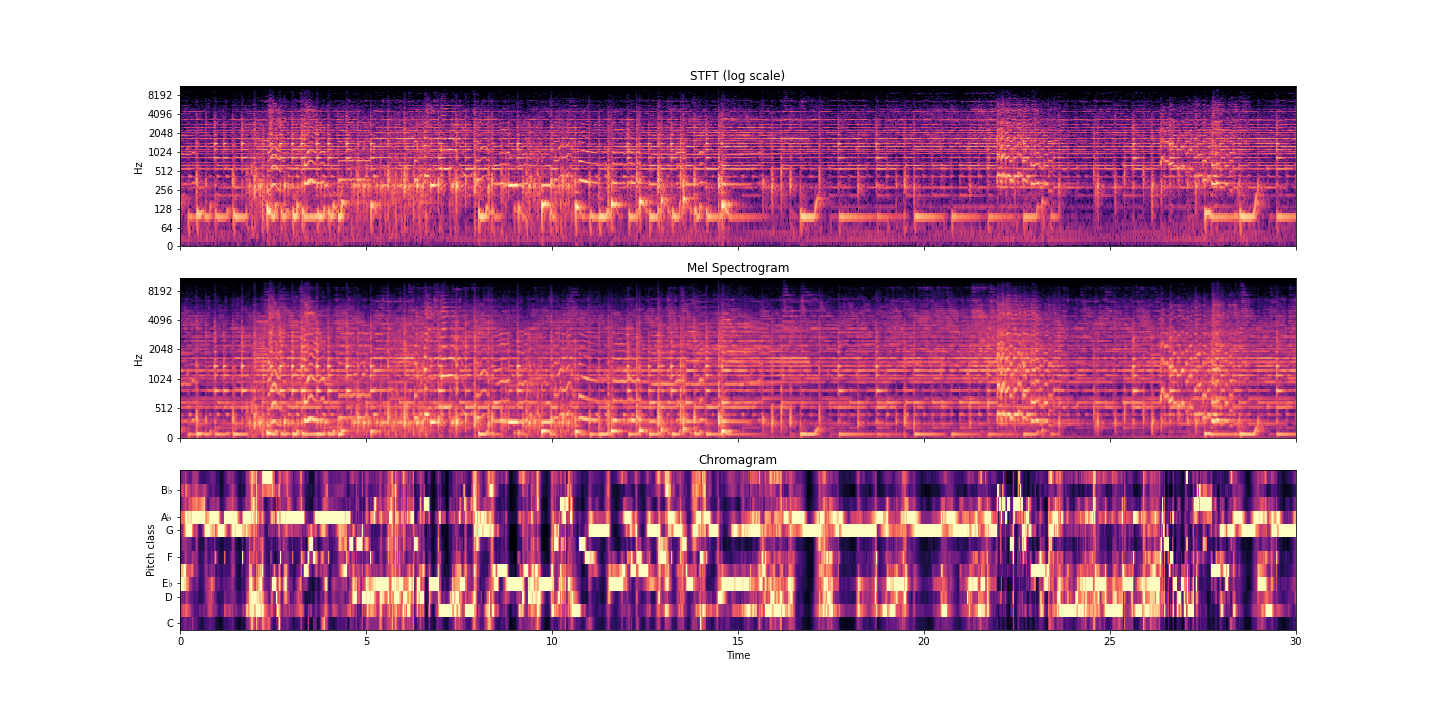 STFT (log scale)
8192
4096
2048
1024
512
256
128
64
0
Hz
Mel Spectrogram
8192
4096
2048
1024
512
0
Hz
Chromagram
B♭
A♭
G
F
E♭
D
C
Pitch class
0 5 10 15 20 25 30
Time